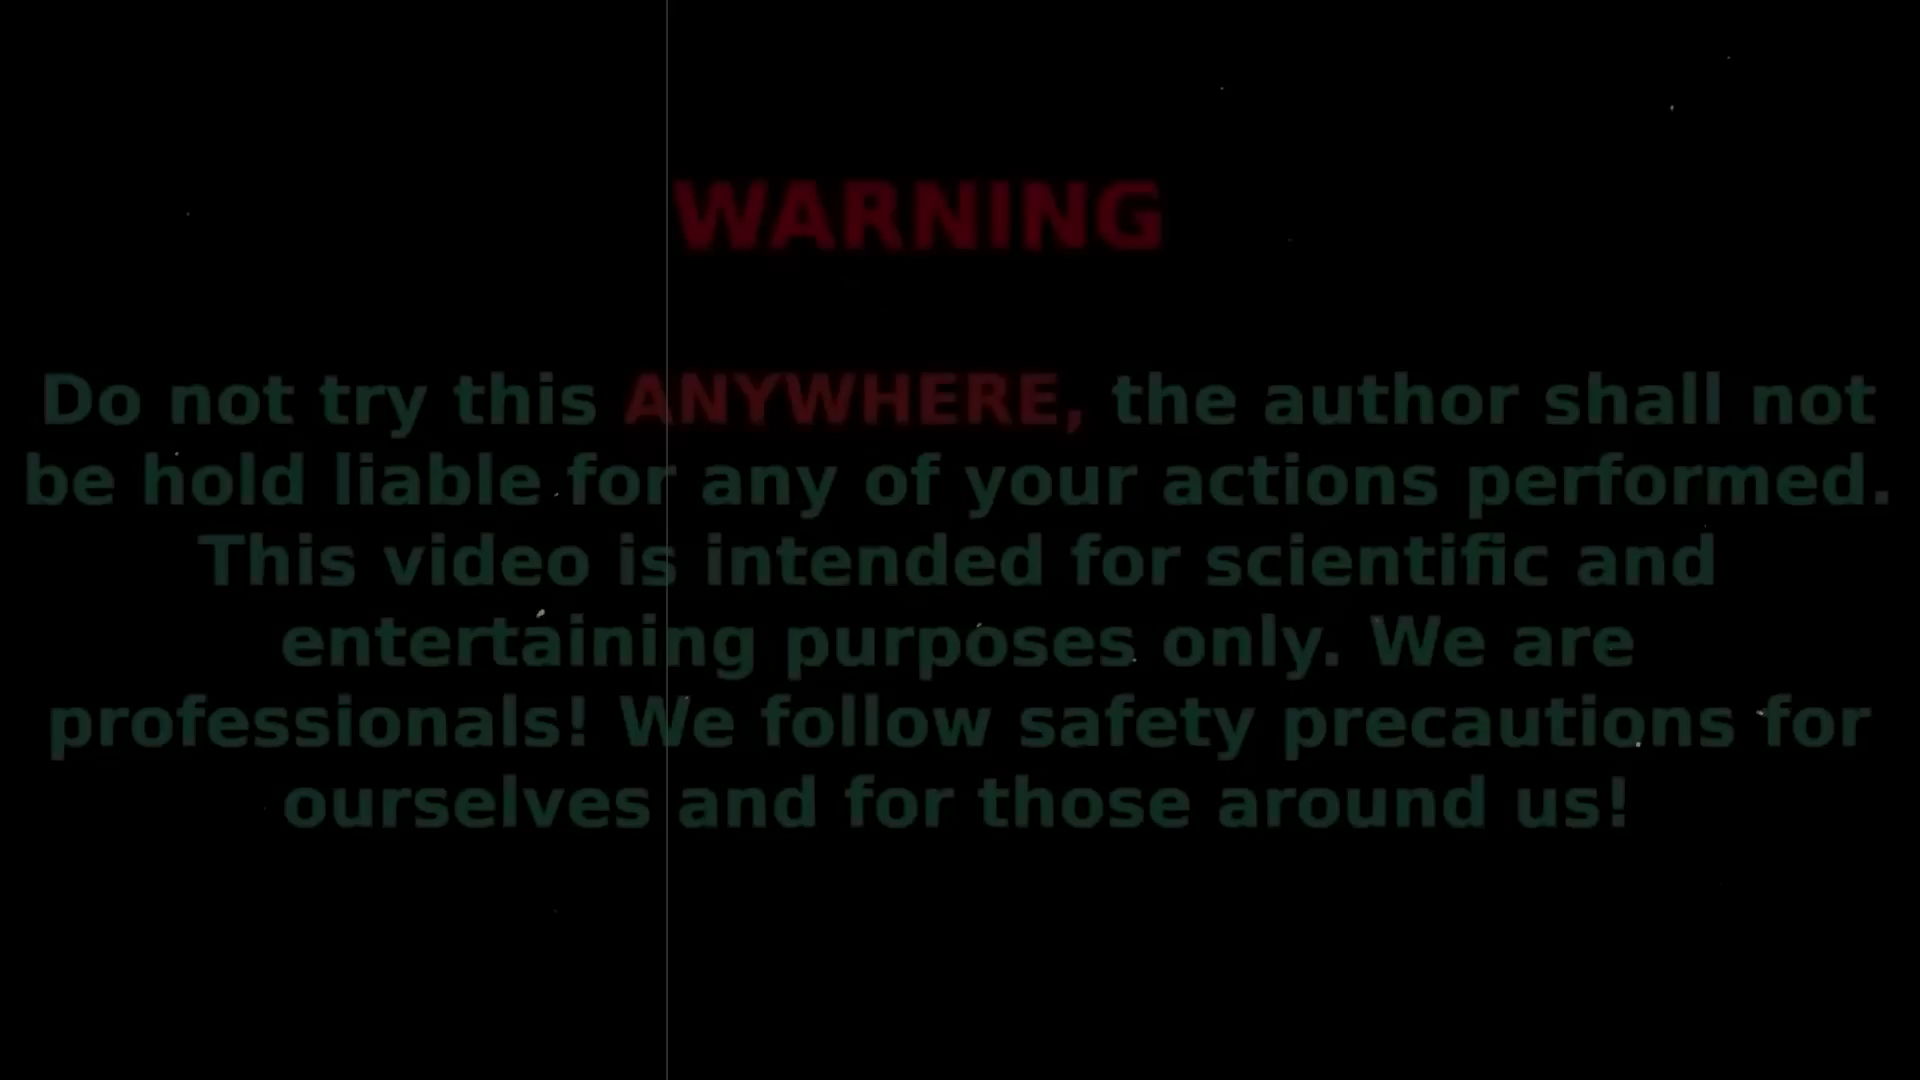 WARNING
Do not try this ANYWHERE, the author shall not
be hold liable for any of your actions performed.
This video is intended for scientific and
entertaining purposes only. We are
professionals! We follow safety precautions for
ourselves and for those around us!